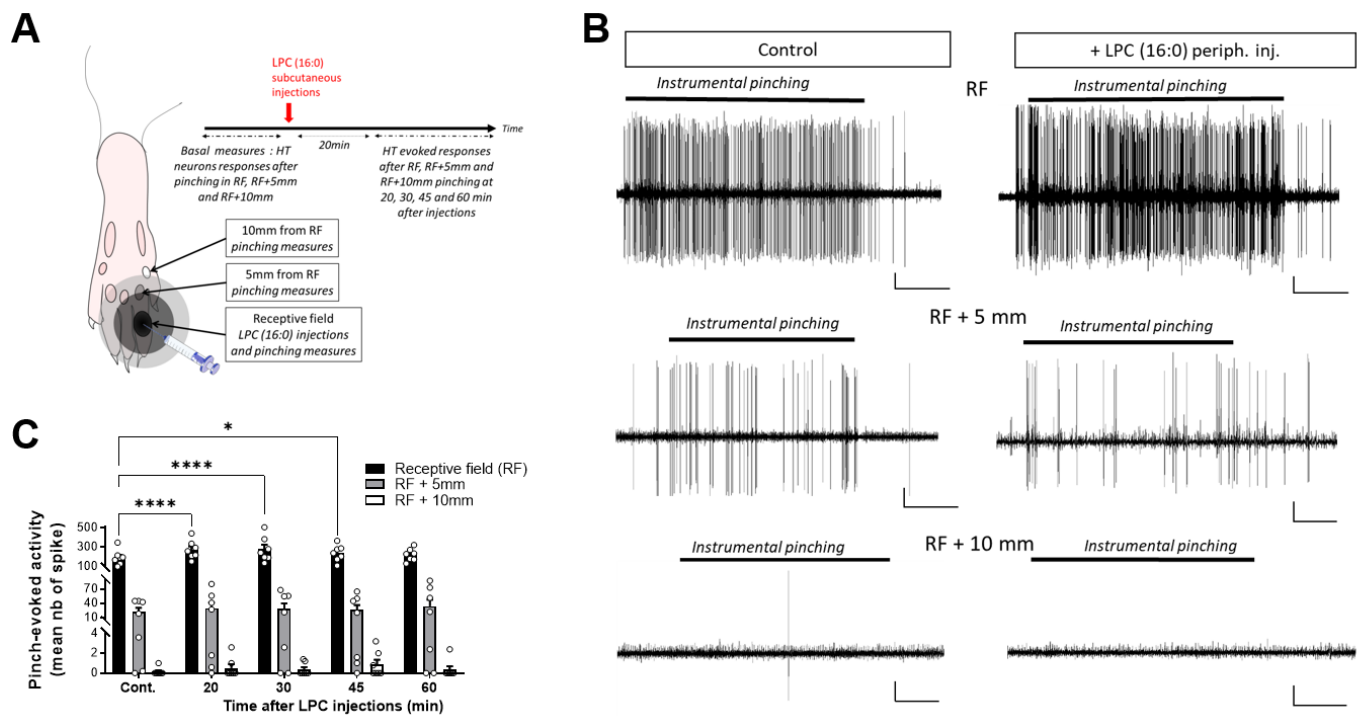 A
LPC (16:0)
subcutaneous
injections
Time
20min
Basal measures : HT
neurons responses after
pinching in RF, RF+5mm
and RF+10mm
HT evoked responses
after RF, RF+5mm and
RF+10mm pinching at
20, 30, 45 and 60 min
after injections
10mm from RF
pinching measures
5mm from RF
pinching measures
Receptive field
LPC (16:0) injections
and pinching measures
B
Control
+ LPC (16:0) periph. inj.
Instrumental pinching
RF
Instrumental pinching
RF + 5 mm
Instrumental pinching
Instrumental pinching
RF + 10 mm
Instrumental pinching
Instrumental pinching
C
*
****
****
Receptive field (RF)
RF + 5mm
RF + 10mm
Pinch-evoked activity
(mean nb of spike)
500
300
100
70
40
10
4
2
0
Cont.
20
30
45
60
Time after LPC injections (min)